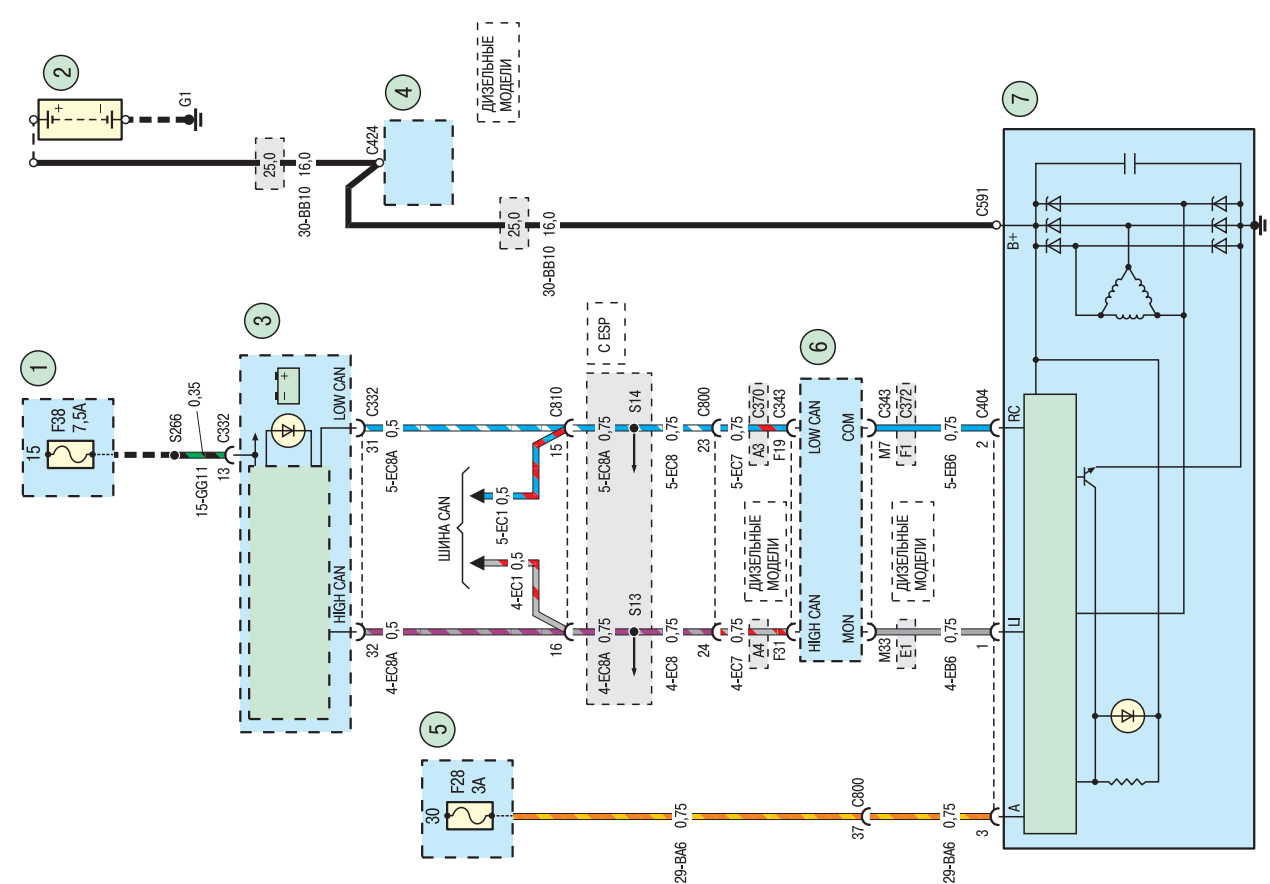 1
15
F38
7,5A
S266
0,35
15-GG11
C332
13
2
+
−
G1
25,0
30-BB10
16,0
C424
4
ДИЗЕЛЬНЫЕ
МОДЕЛИ
25,0
30-BB10
16,0
C591
3
− +
HIGH CAN
LOW CAN
32
4-EC8A
0,5
31
5-EC8A
0,5
C332
ШИНА CAN
4-EC1
0,5
5-EC1
0,5
16
15
C810
С ESP
4-EC8A
0,75
S13
5-EC8A
0,75
S14
4-EC8
0,75
5-EC8
0,75
24
23
C800
4-EC7
0,75
5-EC7
0,75
A4
ДИЗЕЛЬНЫЕ
МОДЕЛИ
A3
C370
F31
F19
C343
6
HIGH CAN
LOW CAN
MON
COM
M33
M7
C343
E1
ДИЗЕЛЬНЫЕ
МОДЕЛИ
F1
C372
4-EB6
0,75
5-EB6
0,75
1
2
C404
5
30
F28
3A
29-BA6
0,75
37
C800
29-BA6
0,75
3
7
A
RC
B+